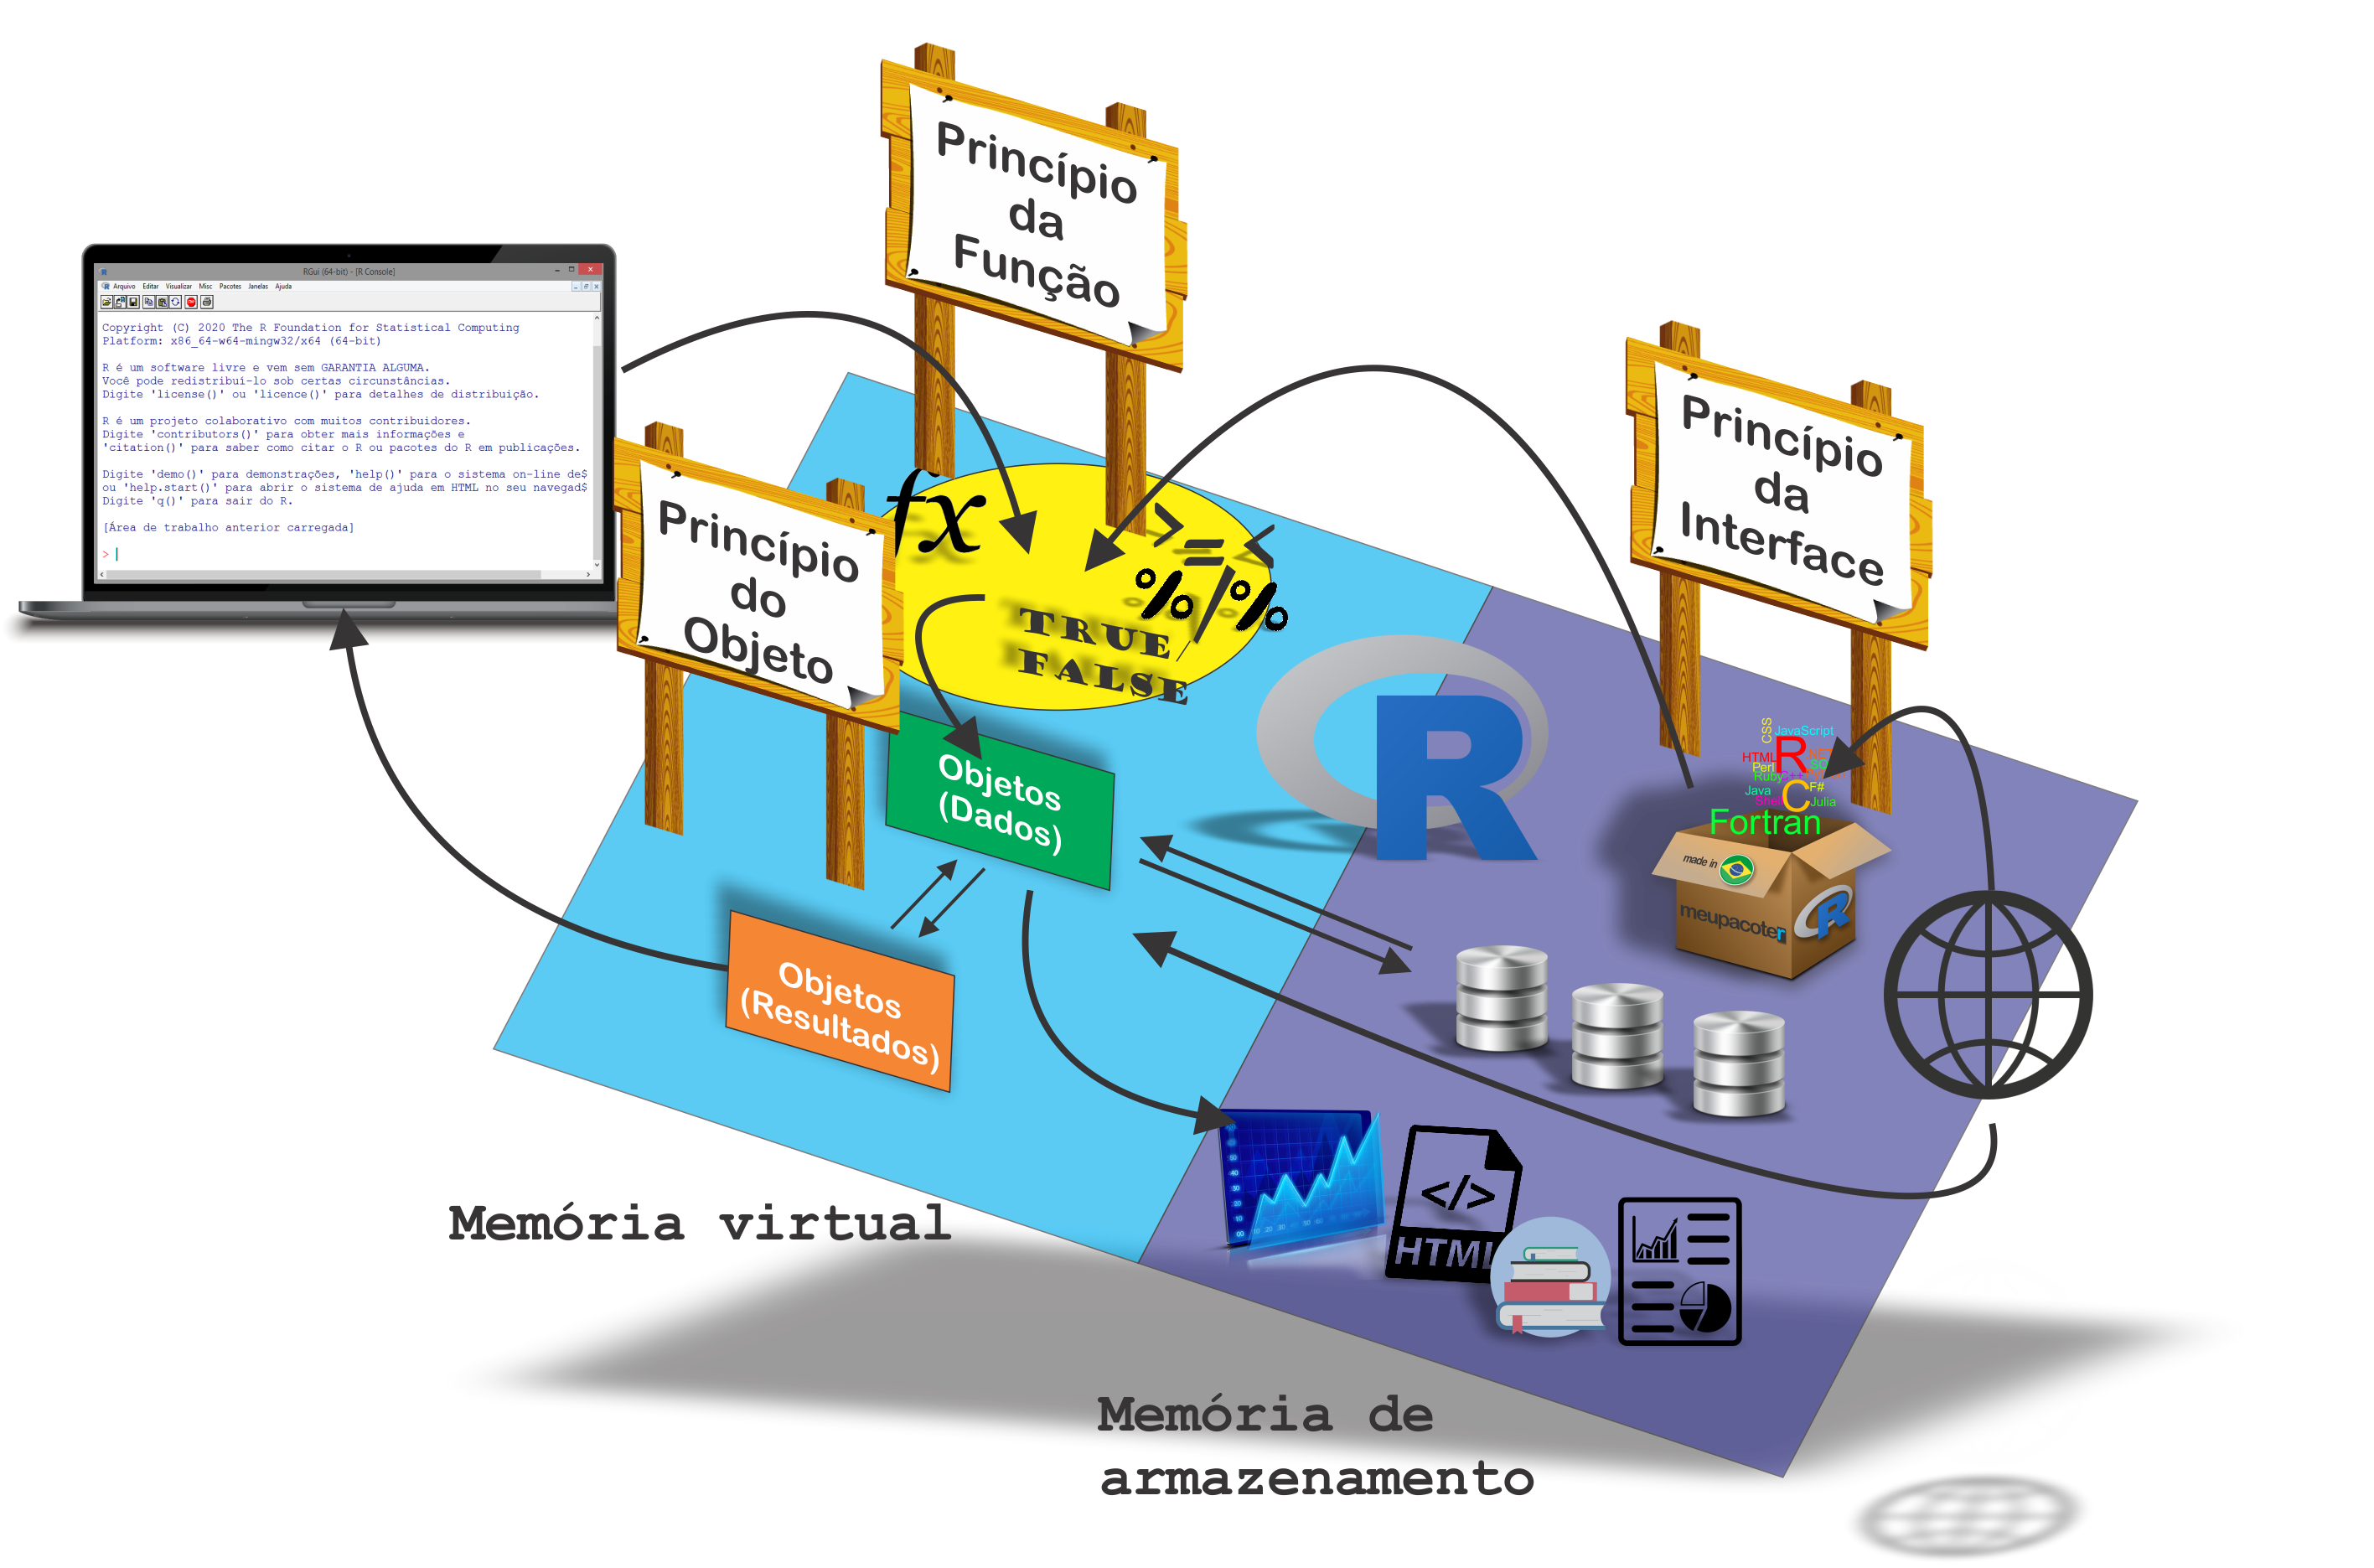 Princípio
da
Função
RGui (64-bit) - [R Console]
Arquivo Editar Visualizar Misc Pacotes Janelas Ajuda
Copyright (C) 2020 The R Foundation for Statistical Computing
Platform: x86_64-w64-mingw32/x64 (64-bit)
R é um software livre e vem sem GARANTIA ALGUMA.
Você pode redistribuí-lo sob certas circunstâncias.
Digite 'license()' ou 'licence()' para detalhes de distribuição.
R é um projeto colaborativo com muitos contribuidores.
Digite 'contributors()' para obter mais informações e
'citation()' para saber como citar o R ou pacotes do R em publicações.
Digite 'demo()' para demonstrações, 'help()' para o sistema on-line de$
ou 'help.start()' para abrir o sistema de ajuda em HTML no seu navegad$
Digite 'q()' para sair do R.
[Área de trabalho anterior carregada]
>
Princípio
do
Objeto
Princípio
da
Interface
fx
>=<
%/%
TRUE/
FALSE
Objetos
(Dados)
Objetos
(Resultados)
R
CSS
JavaScript
HTML
R
Perl
Ruby
C++
F#
Java
C
Shell
Julia
Fortran
made in
meupacoter
R
</>
HTML
Memória virtual
Memória de
armazenamento